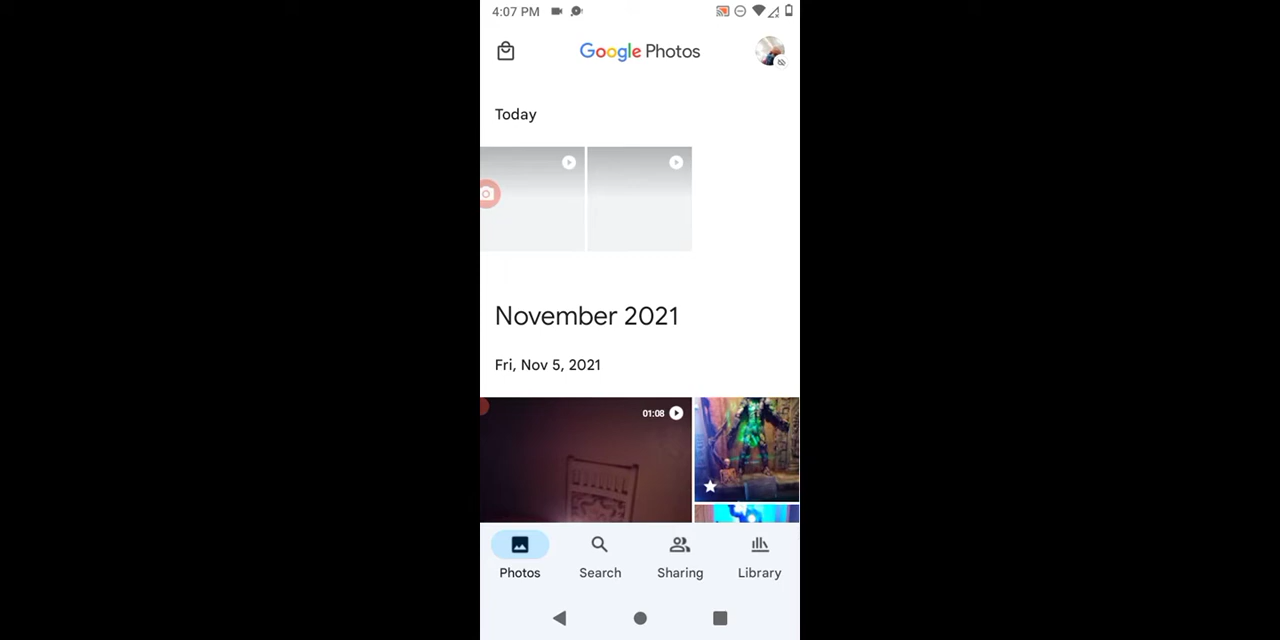 4:07 PM
Google Photos
Today
November 2021
Fri, Nov 5, 2021
01:08
Photos
Search
Sharing
Library